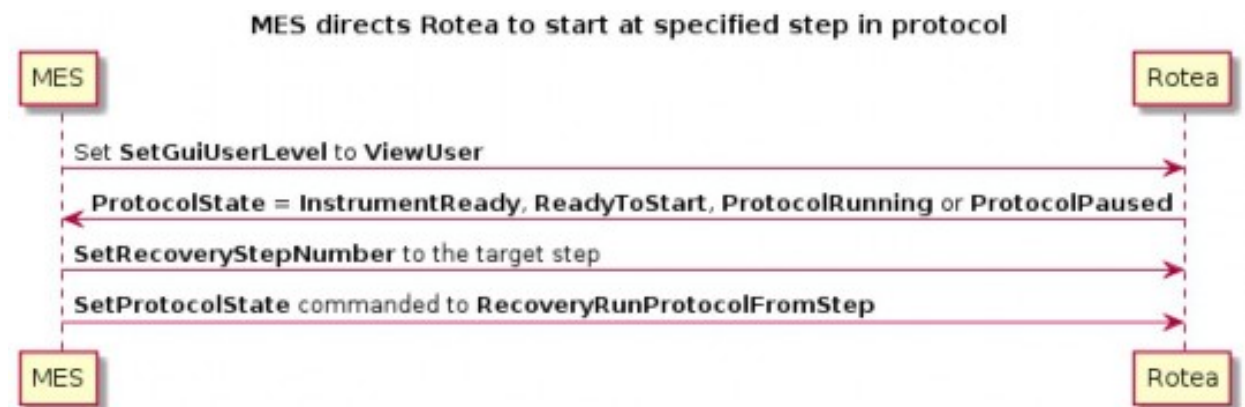 MES directs Rotea to start at specified step in protocol
MES Rotea
Set SetGuiUserLevel to ViewUser
ProtocolState = InstrumentReady, ReadyToStart, ProtocolRunning or ProtocolPaused
SetRecoveryStepNumber to the target step
SetProtocolState commanded to RecoveryRunProtocolFromStep
MES Rotea